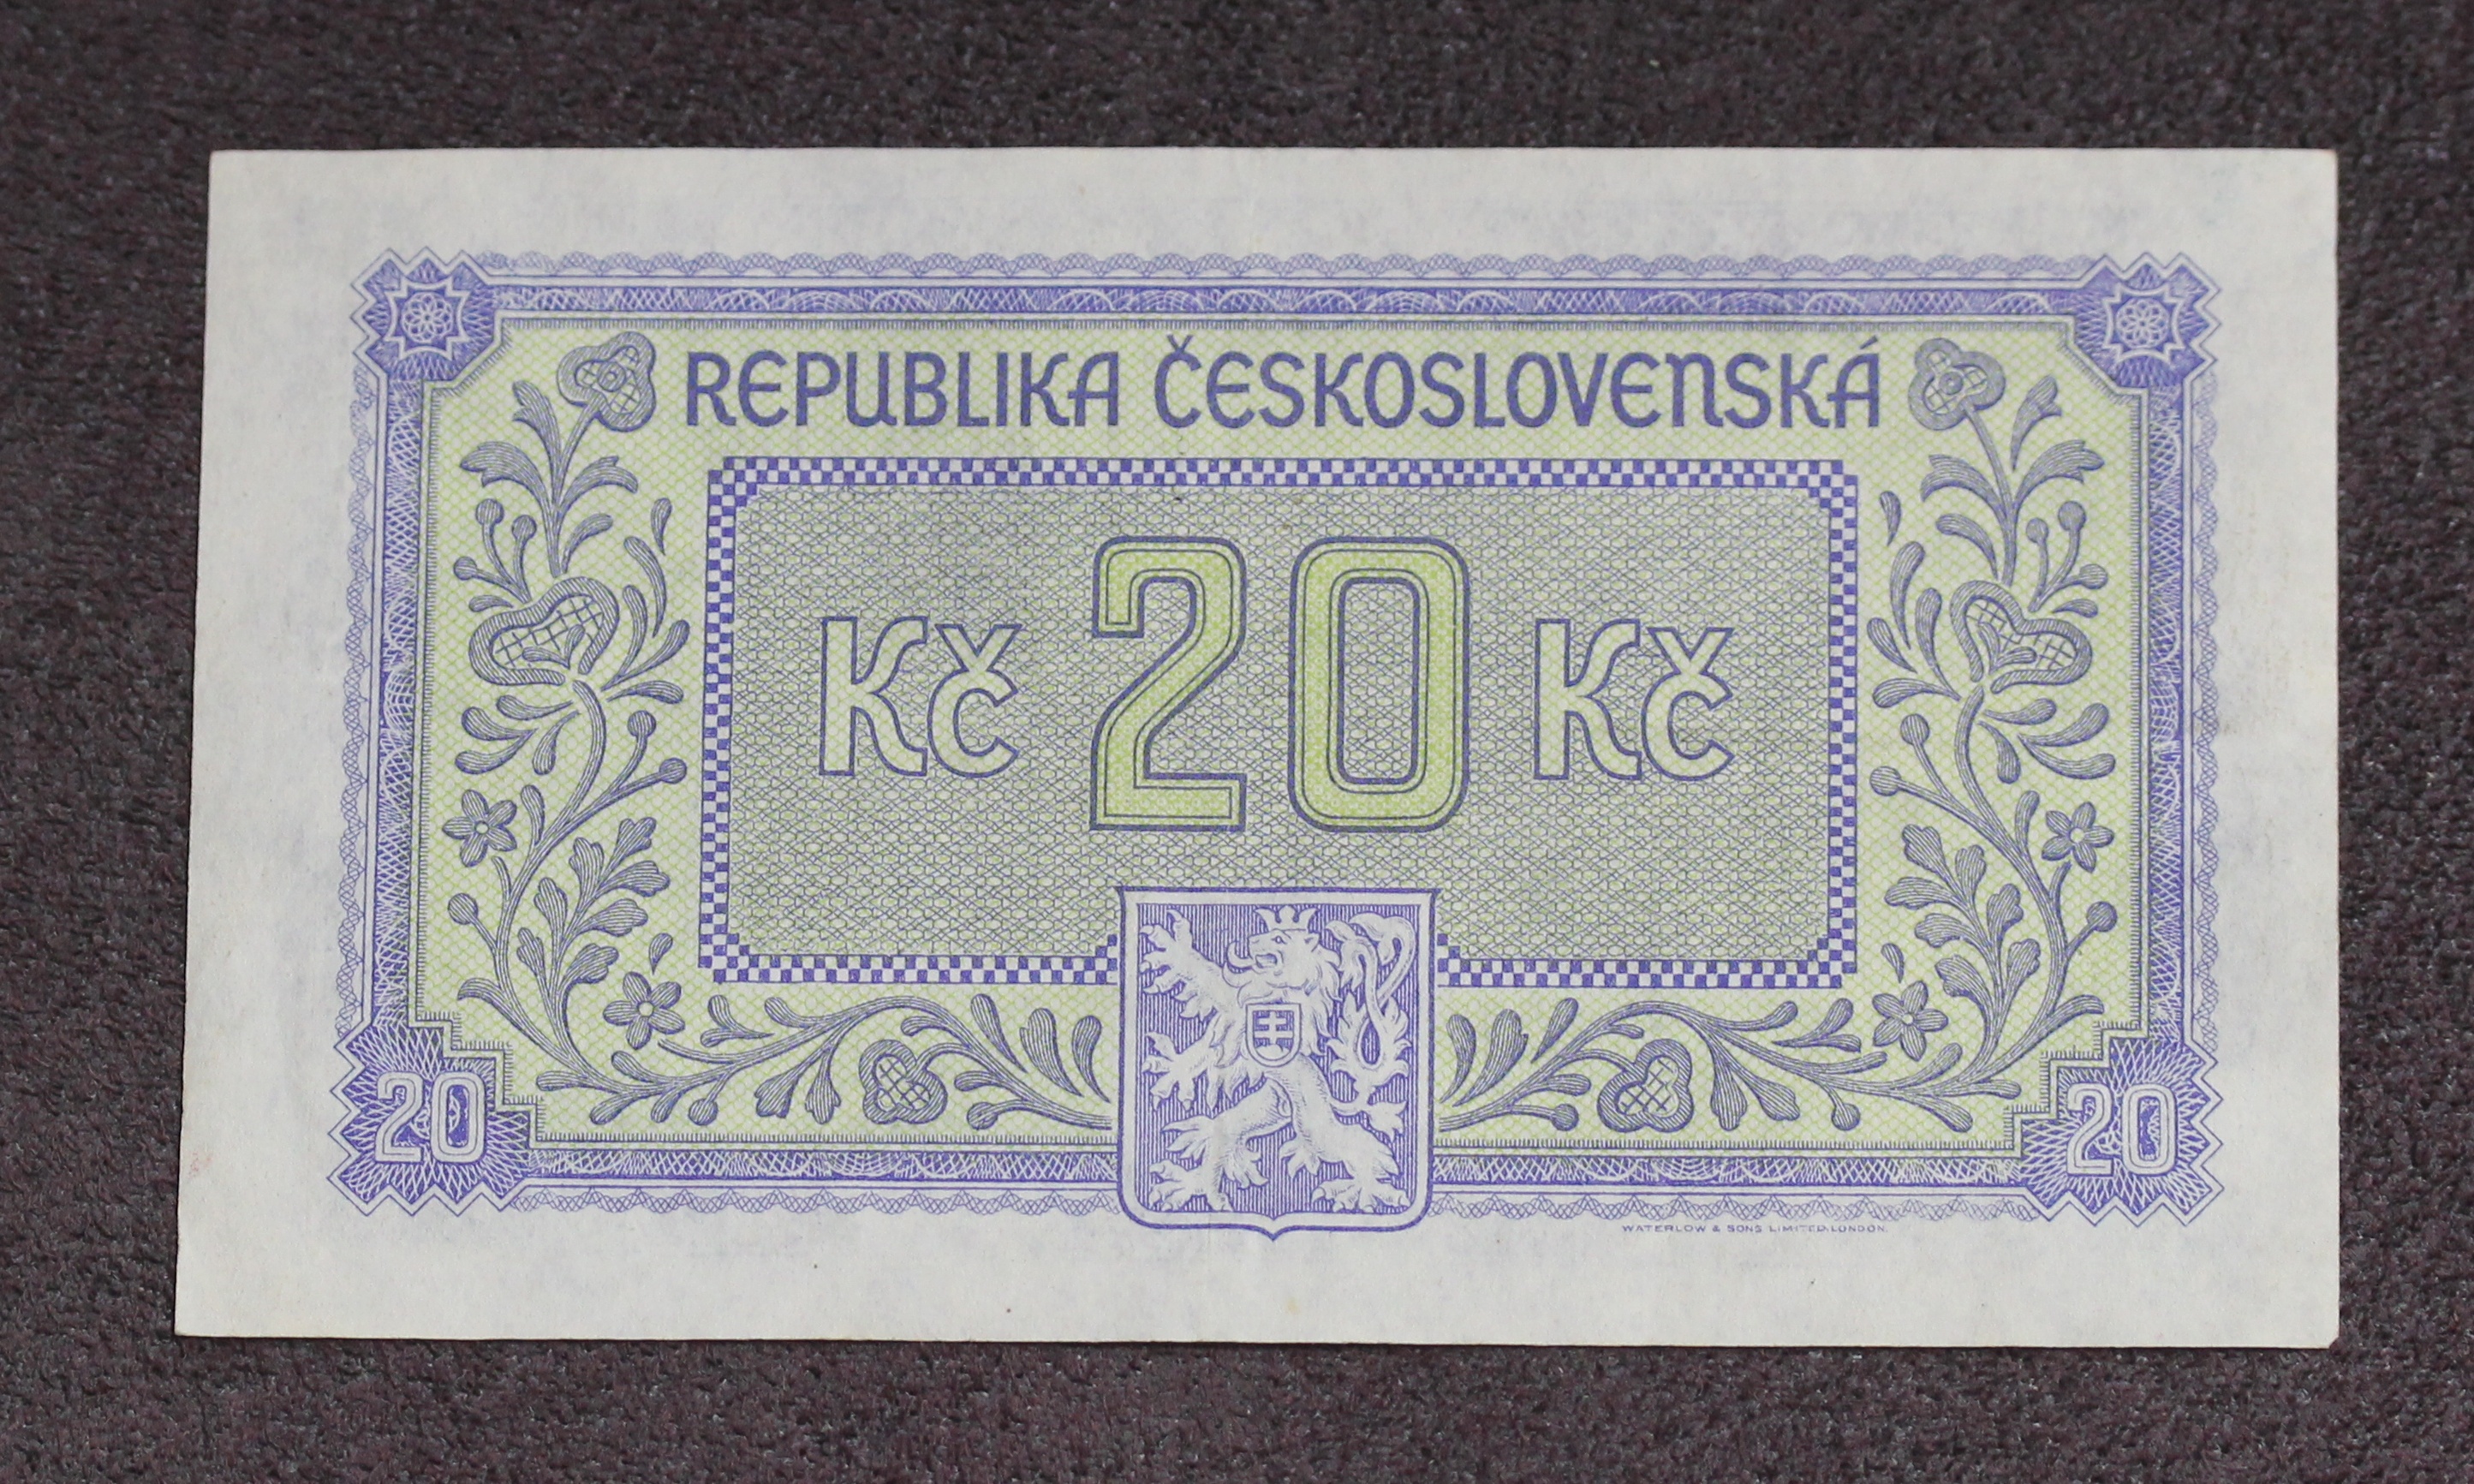 REPUBLIKA ČESKOSLOVENSKÁ
Kč 20 Kč
20 20
WATERLOW & SONS LIMITED. LONDON.